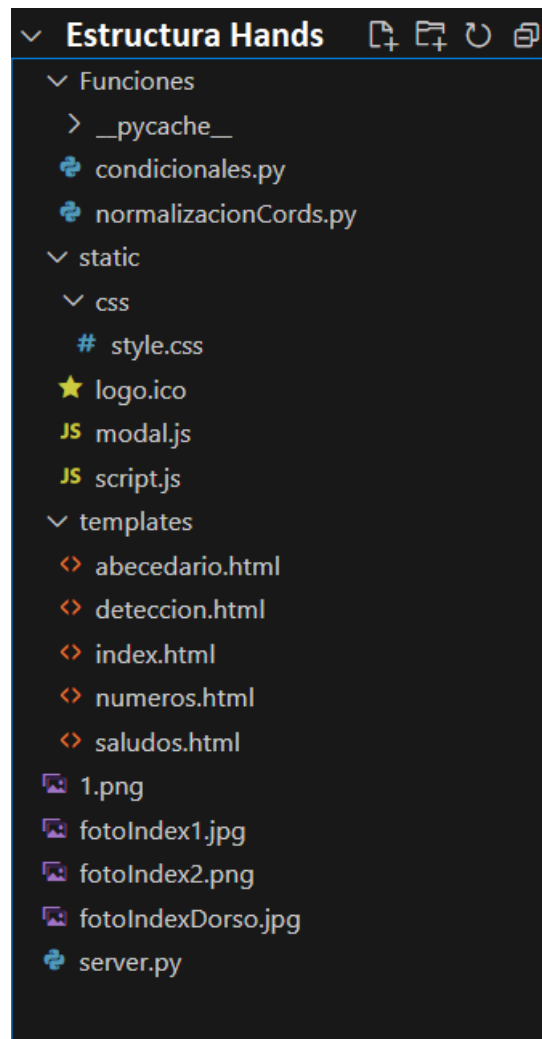 Estructura Hands
Funciones
__pycache__
condicionales.py
normalizacionCords.py
static
css
# style.css
logo.ico
JS modal.js
JS script.js
templates
<> abecedario.html
<> deteccion.html
<> index.html
<> numeros.html
<> saludos.html
1.png
fotoIndex1.jpg
fotoIndex2.png
fotoIndexDorso.jpg
server.py